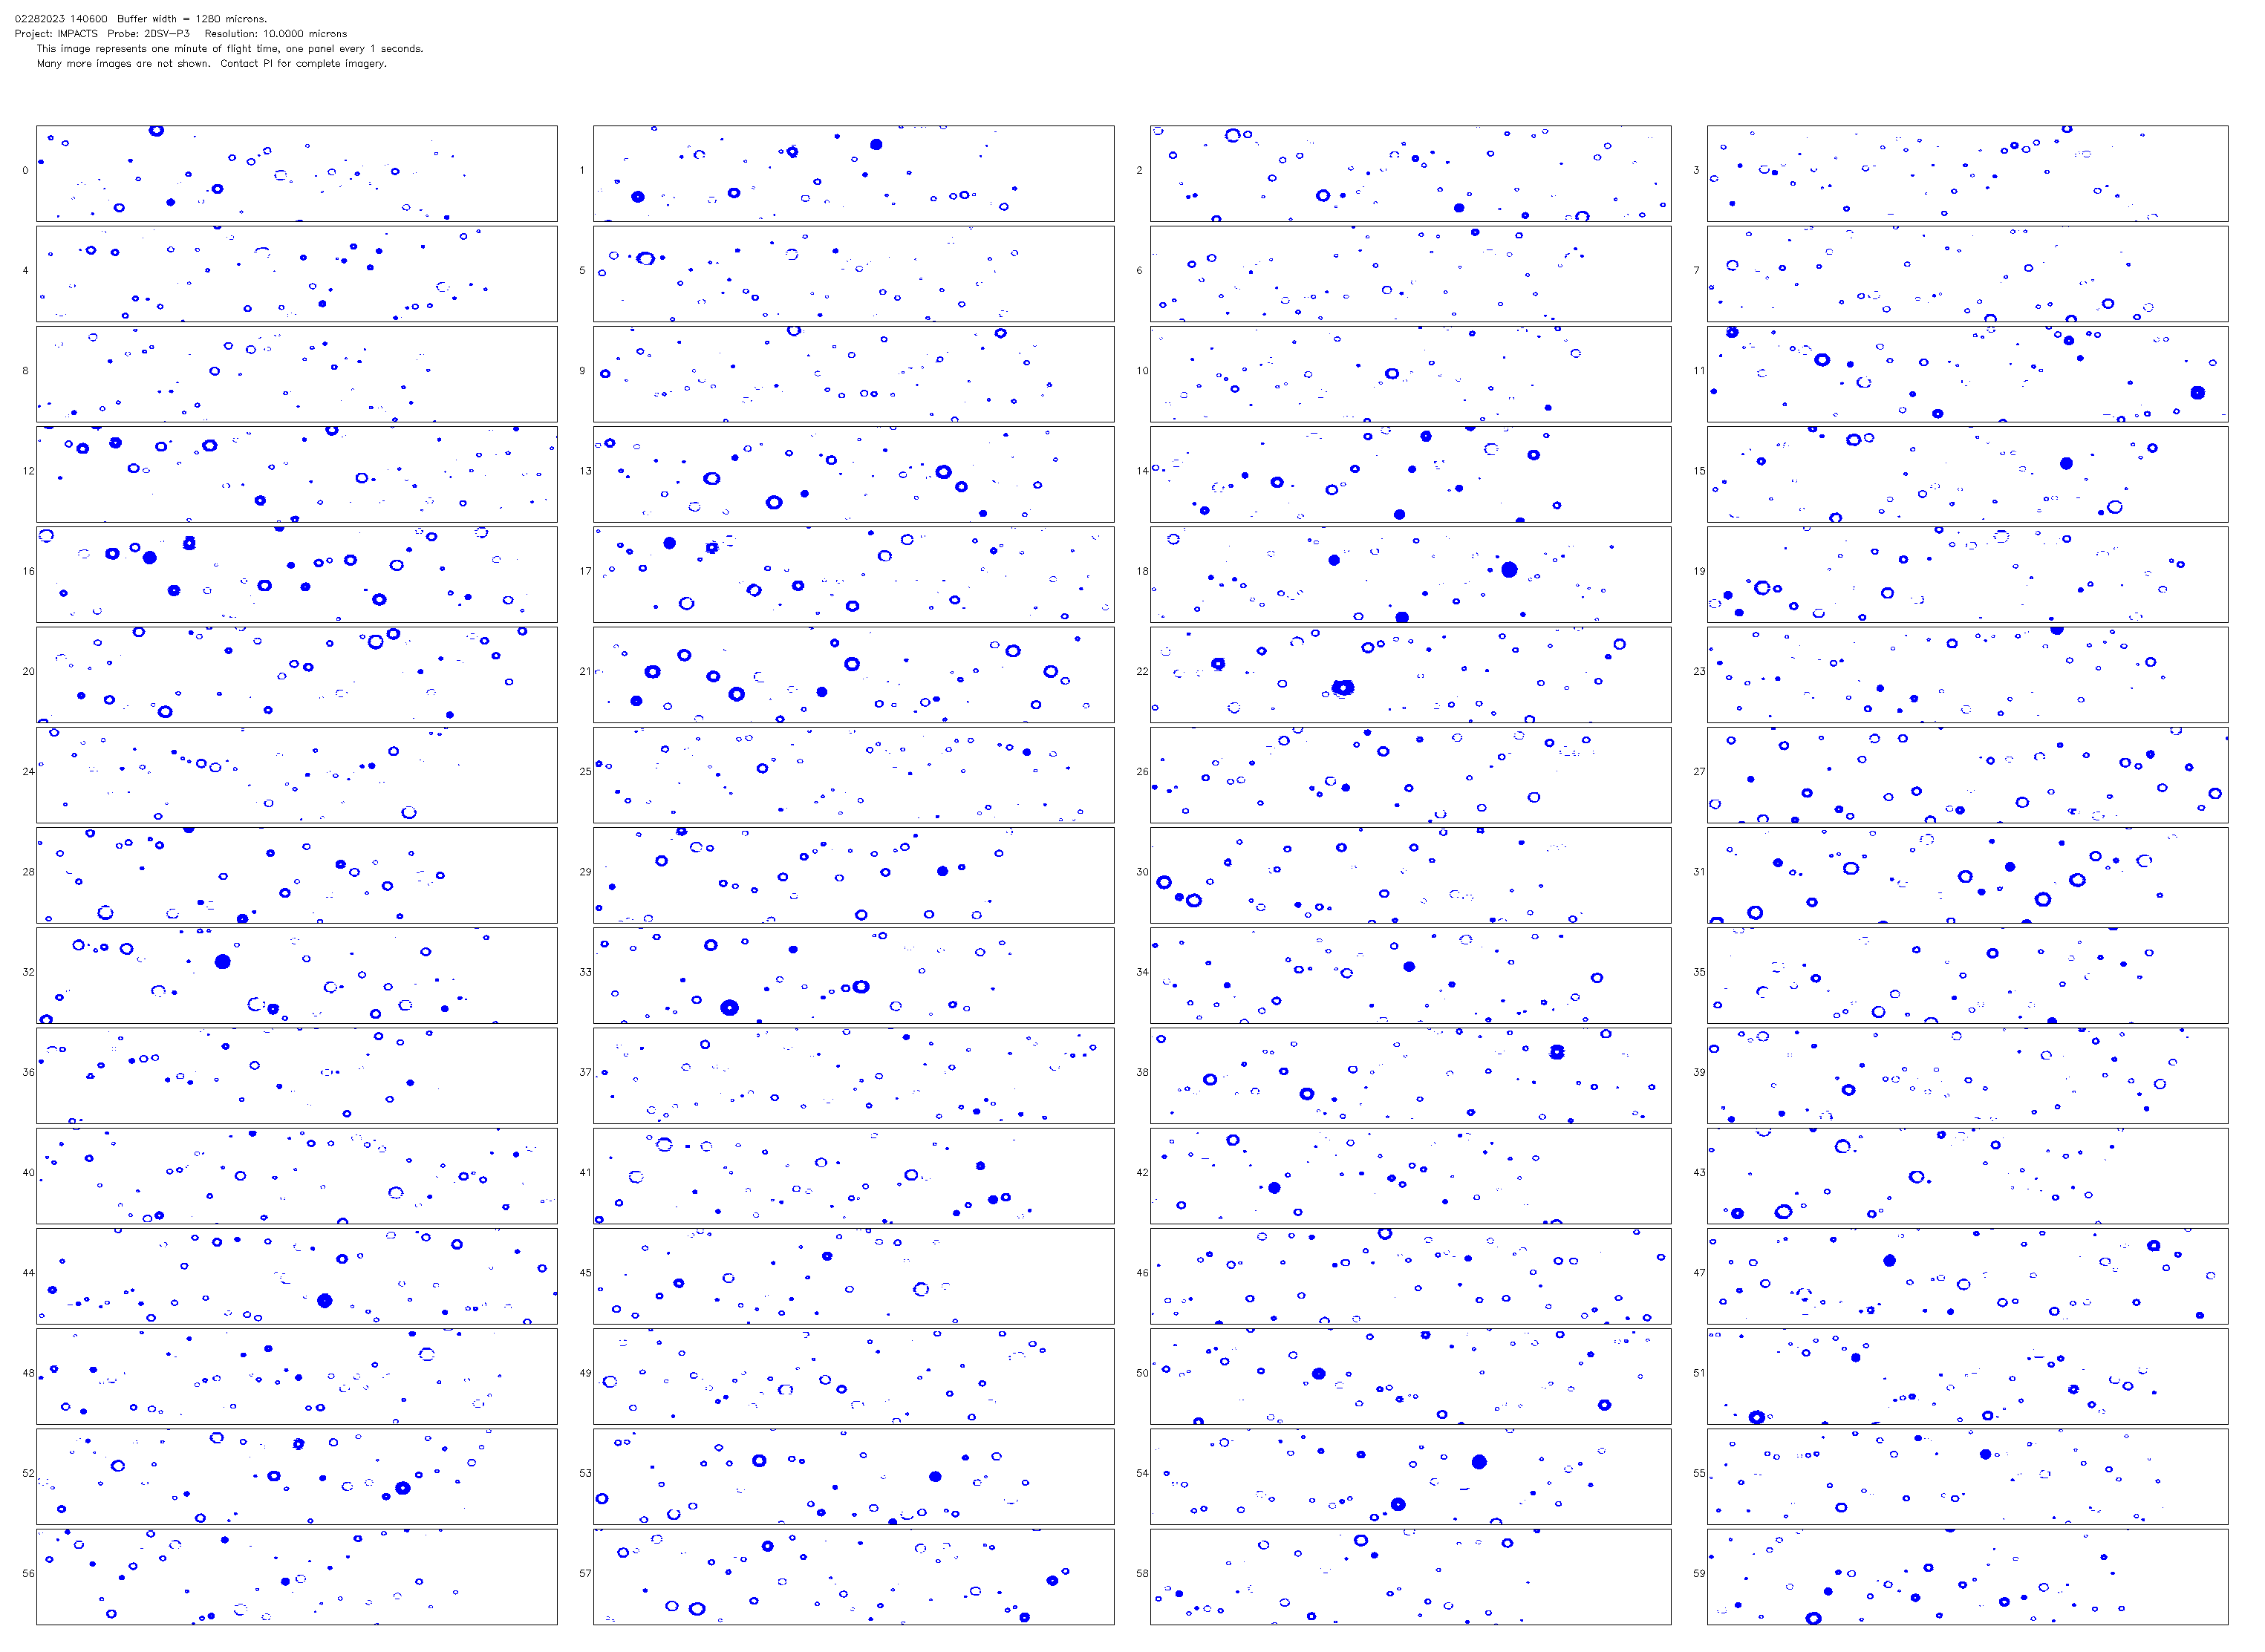 02282023 140600 Buffer width = 1280 microns.
Project: IMPACTS Probe: 2DSV-P3 Resolution: 10.0000 microns
This image represents one minute of flight time, one panel every 1 seconds.
Many more images are not shown. Contact PI for complete imagery.
0 1 2 3
4 5 6 7
8 9 10 11
12 13 14 15
16 17 18 19
20 21 22 23
24 25 26 27
28 29 30 31
32 33 34 35
36 37 38 39
40 41 42 43
44 45 46 47
48 49 50 51
52 53 54 55
56 57 58 59